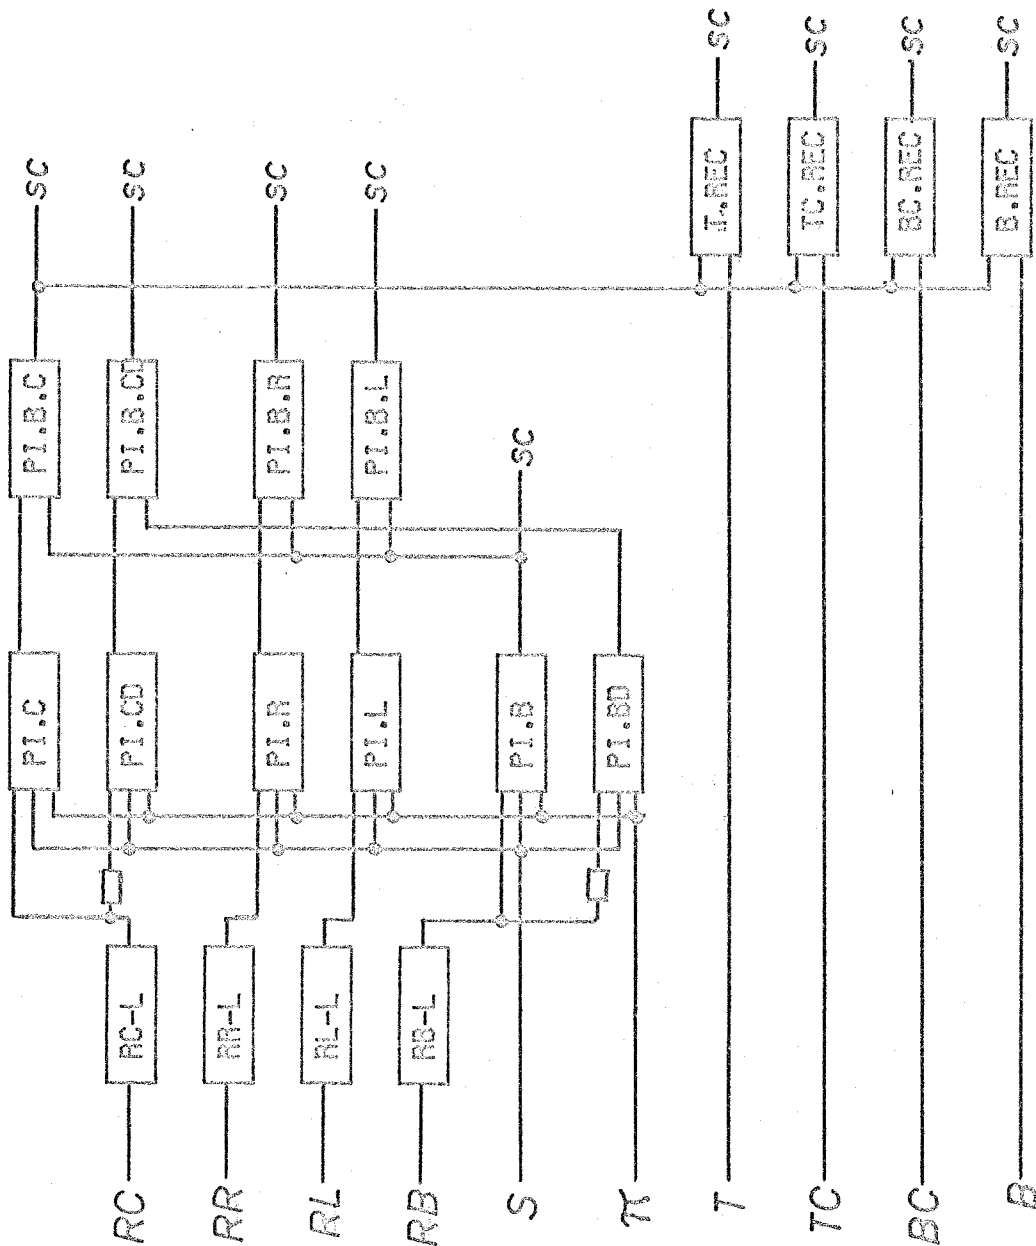 PI.C PI.B.C SC
RC RC-L PI.CD PI.B.CD SC
RR RR-L PI.R PI.B.R SC
RL RL-L PI.L PI.B.L SC
RB RB-L
S PI.B SC
π PI.BD
T T.REC SC
TC TC.REC SC
BC BC.REC SC
B B.REC SC